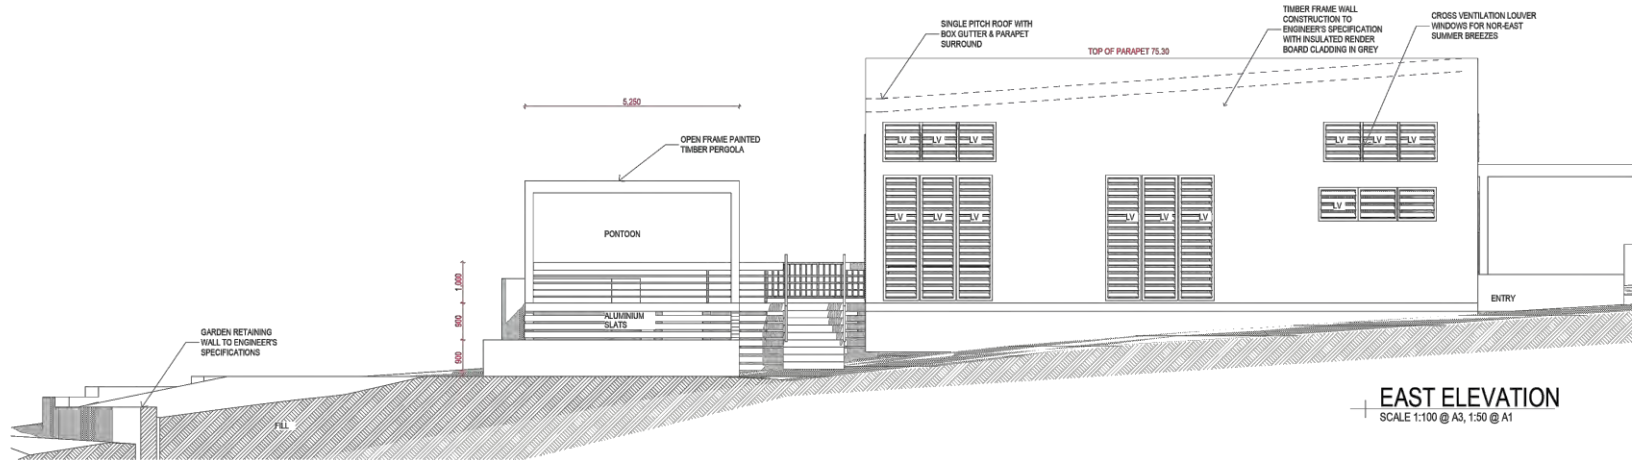 SINGLE PITCH ROOF WITH
BOX GUTTER & PARAPET
SURROUND
TIMBER FRAME WALL
CONSTRUCTION TO
ENGINEER'S SPECIFICATION
WITH INSULATED RENDER
BOARD CLADDING IN GREY
CROSS VENTILATION LOUVER
WINDOWS FOR NOR-EAST
SUMMER BREEZES
TOP OF PARAPET 75.30
5,250
OPEN FRAME PAINTED
TIMBER PERGOLA
LV LV LV
LV LV LV
LV LV LV
LV LV LV
LV
PONTOON
1,000
900
900
ALUMINIUM
SLATS
ENTRY
GARDEN RETAINING
WALL TO ENGINEER'S
SPECIFICATIONS
FILL
EAST ELEVATION
SCALE 1:100 @ A3, 1:50 @ A1